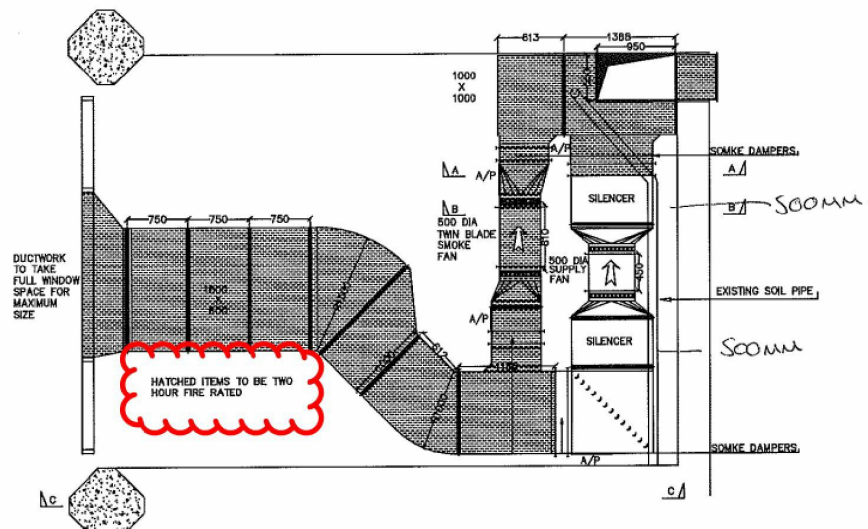 613
1388
950
1000
X
1000
A/P
SOMKE DAMPERS
A
A
A/P
SILENCER
B
B
500MM
750
750
750
500 DIA
TWIN BLADE
SMOKE
FAN
500 DIA
SUPPLY
FAN
450
DUCTWORK
TO TAKE
FULL WINDOW
SPACE FOR
MAXIMUM
SIZE
EXISTING SOIL PIPE
A/P
SILENCER
500MM
612
HATCHED ITEMS TO BE TWO
HOUR FIRE RATED
SOMKE DAMPERS
A/P
C
C